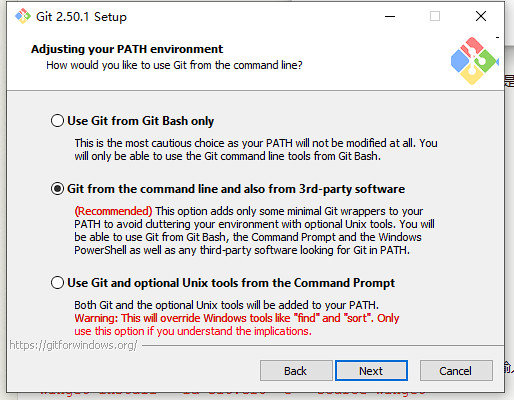 Git 2.50.1 Setup
Adjusting your PATH environment
How would you like to use Git from the command line?
是
Use Git from Git Bash only
This is the most cautious choice as your PATH will not be modified at all. You
will only be able to use the Git command line tools from Git Bash.
Git from the command line and also from 3rd-party software
(Recommended) This option adds only some minimal Git wrappers to your
PATH to avoid cluttering your environment with optional Unix tools. You will
be able to use Git from Git Bash, the Command Prompt and the Windows
PowerShell as well as any third-party software looking for Git in PATH.
Use Git and optional Unix tools from the Command Prompt
Both Git and the optional Unix tools will be added to your PATH.
Warning: This will override Windows tools like "find" and "sort". Only
use this option if you understand the implications.
https://gitforwindows.org/
Back
Next
Cancel